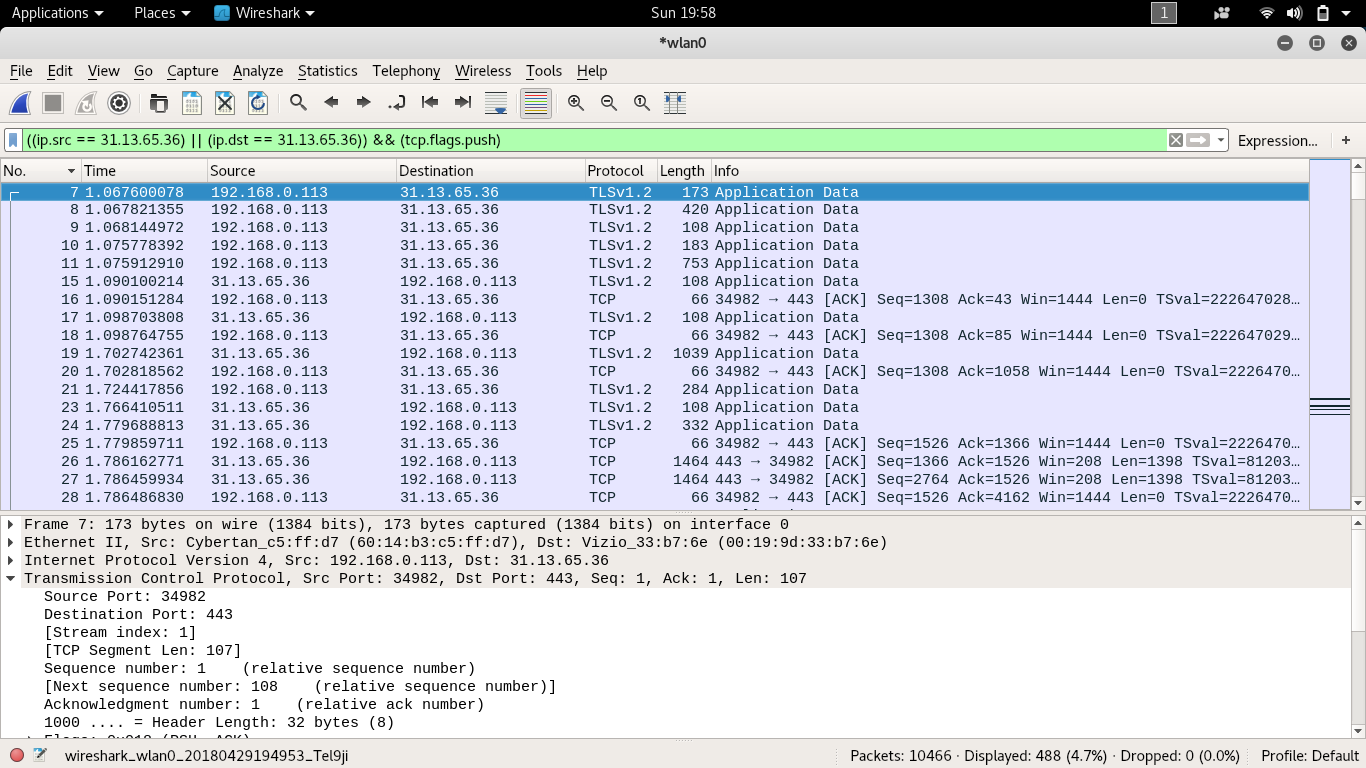 Applications Places Wireshark Sun 19:58 1
*wlan0
File Edit View Go Capture Analyze Statistics Telephony Wireless Tools Help
((ip.src == 31.13.65.36) || (ip.dst == 31.13.65.36)) && (tcp.flags.push) Expression... +
No. Time Source Destination Protocol Length Info
7 1.067600078 192.168.0.113 31.13.65.36 TLSv1.2 173 Application Data
8 1.067821355 192.168.0.113 31.13.65.36 TLSv1.2 420 Application Data
9 1.068144972 192.168.0.113 31.13.65.36 TLSv1.2 108 Application Data
10 1.075778392 192.168.0.113 31.13.65.36 TLSv1.2 183 Application Data
11 1.075912910 192.168.0.113 31.13.65.36 TLSv1.2 753 Application Data
15 1.090100214 31.13.65.36 192.168.0.113 TLSv1.2 108 Application Data
16 1.090151284 192.168.0.113 31.13.65.36 TCP 66 34982 → 443 [ACK] Seq=1308 Ack=43 Win=1444 Len=0 TSval=222647028…
17 1.098703808 31.13.65.36 192.168.0.113 TLSv1.2 108 Application Data
18 1.098764755 192.168.0.113 31.13.65.36 TCP 66 34982 → 443 [ACK] Seq=1308 Ack=85 Win=1444 Len=0 TSval=222647029…
19 1.702742361 31.13.65.36 192.168.0.113 TLSv1.2 1039 Application Data
20 1.702818562 192.168.0.113 31.13.65.36 TCP 66 34982 → 443 [ACK] Seq=1308 Ack=1058 Win=1444 Len=0 TSval=2226470…
21 1.724417856 192.168.0.113 31.13.65.36 TLSv1.2 284 Application Data
23 1.766410511 31.13.65.36 192.168.0.113 TLSv1.2 108 Application Data
24 1.779688813 31.13.65.36 192.168.0.113 TLSv1.2 332 Application Data
25 1.779859711 192.168.0.113 31.13.65.36 TCP 66 34982 → 443 [ACK] Seq=1526 Ack=1366 Win=1444 Len=0 TSval=2226470…
26 1.786162771 31.13.65.36 192.168.0.113 TCP 1464 443 → 34982 [ACK] Seq=1366 Ack=1526 Win=208 Len=1398 TSval=81203…
27 1.786459934 31.13.65.36 192.168.0.113 TCP 1464 443 → 34982 [ACK] Seq=2764 Ack=1526 Win=208 Len=1398 TSval=81203…
28 1.786486830 192.168.0.113 31.13.65.36 TCP 66 34982 → 443 [ACK] Seq=1526 Ack=4162 Win=1444 Len=0 TSval=2226470…
Frame 7: 173 bytes on wire (1384 bits), 173 bytes captured (1384 bits) on interface 0
Ethernet II, Src: Cybertan_c5:ff:d7 (60:14:b3:c5:ff:d7), Dst: Vizio_33:b7:6e (00:19:9d:33:b7:6e)
Internet Protocol Version 4, Src: 192.168.0.113, Dst: 31.13.65.36
Transmission Control Protocol, Src Port: 34982, Dst Port: 443, Seq: 1, Ack: 1, Len: 107
Source Port: 34982
Destination Port: 443
[Stream index: 1]
[TCP Segment Len: 107]
Sequence number: 1 (relative sequence number)
[Next sequence number: 108 (relative sequence number)]
Acknowledgment number: 1 (relative ack number)
1000 .... = Header Length: 32 bytes (8)
wireshark_wlan0_20180429194953_Tel9ji Packets: 10466 · Displayed: 488 (4.7%) · Dropped: 0 (0.0%) Profile: Default